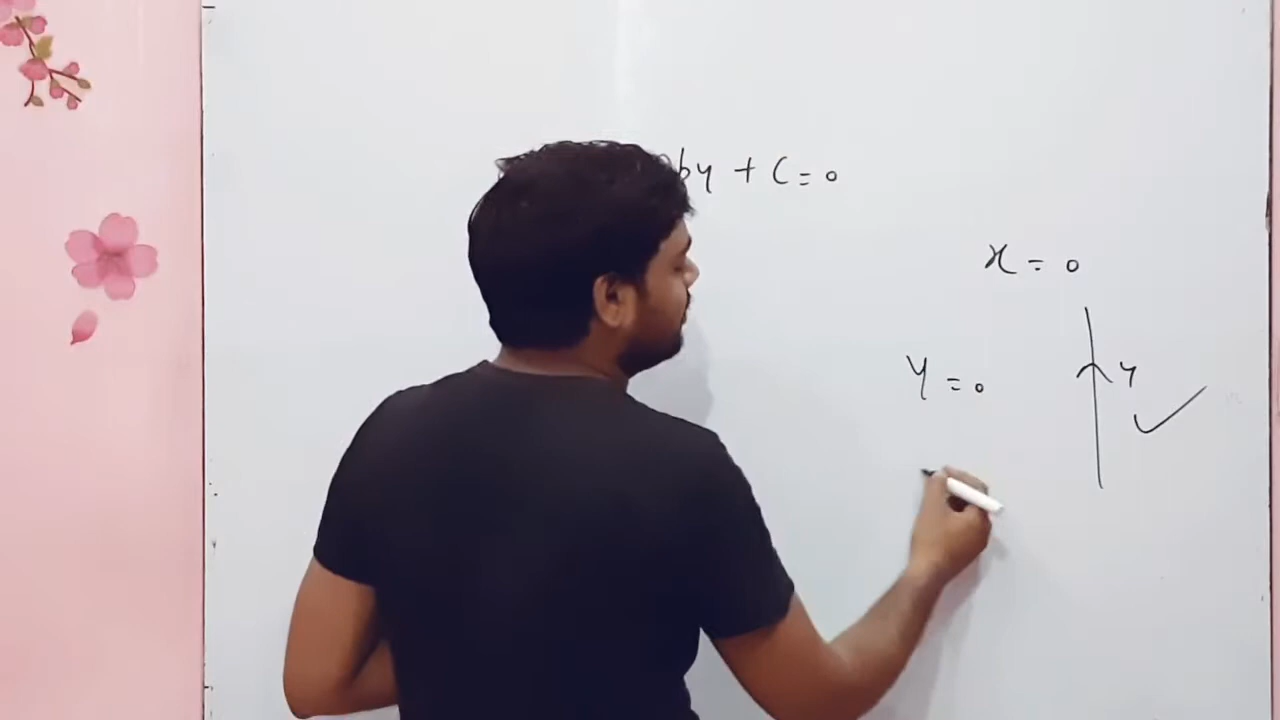 by + C = 0
x = 0
y = 0
y